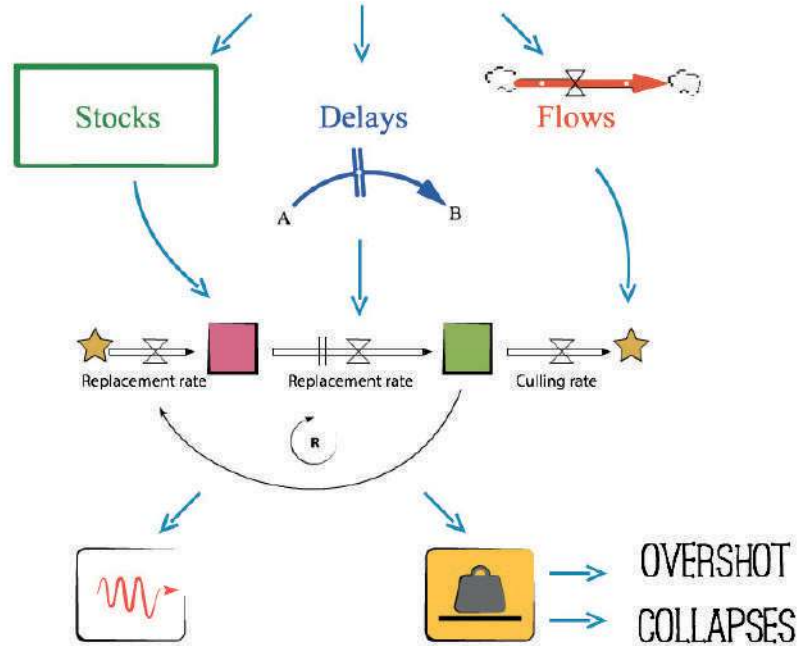 Stocks
Delays
Flows
A
B
Replacement rate
Replacement rate
Culling rate
R
OVERSHOT
COLLAPSES